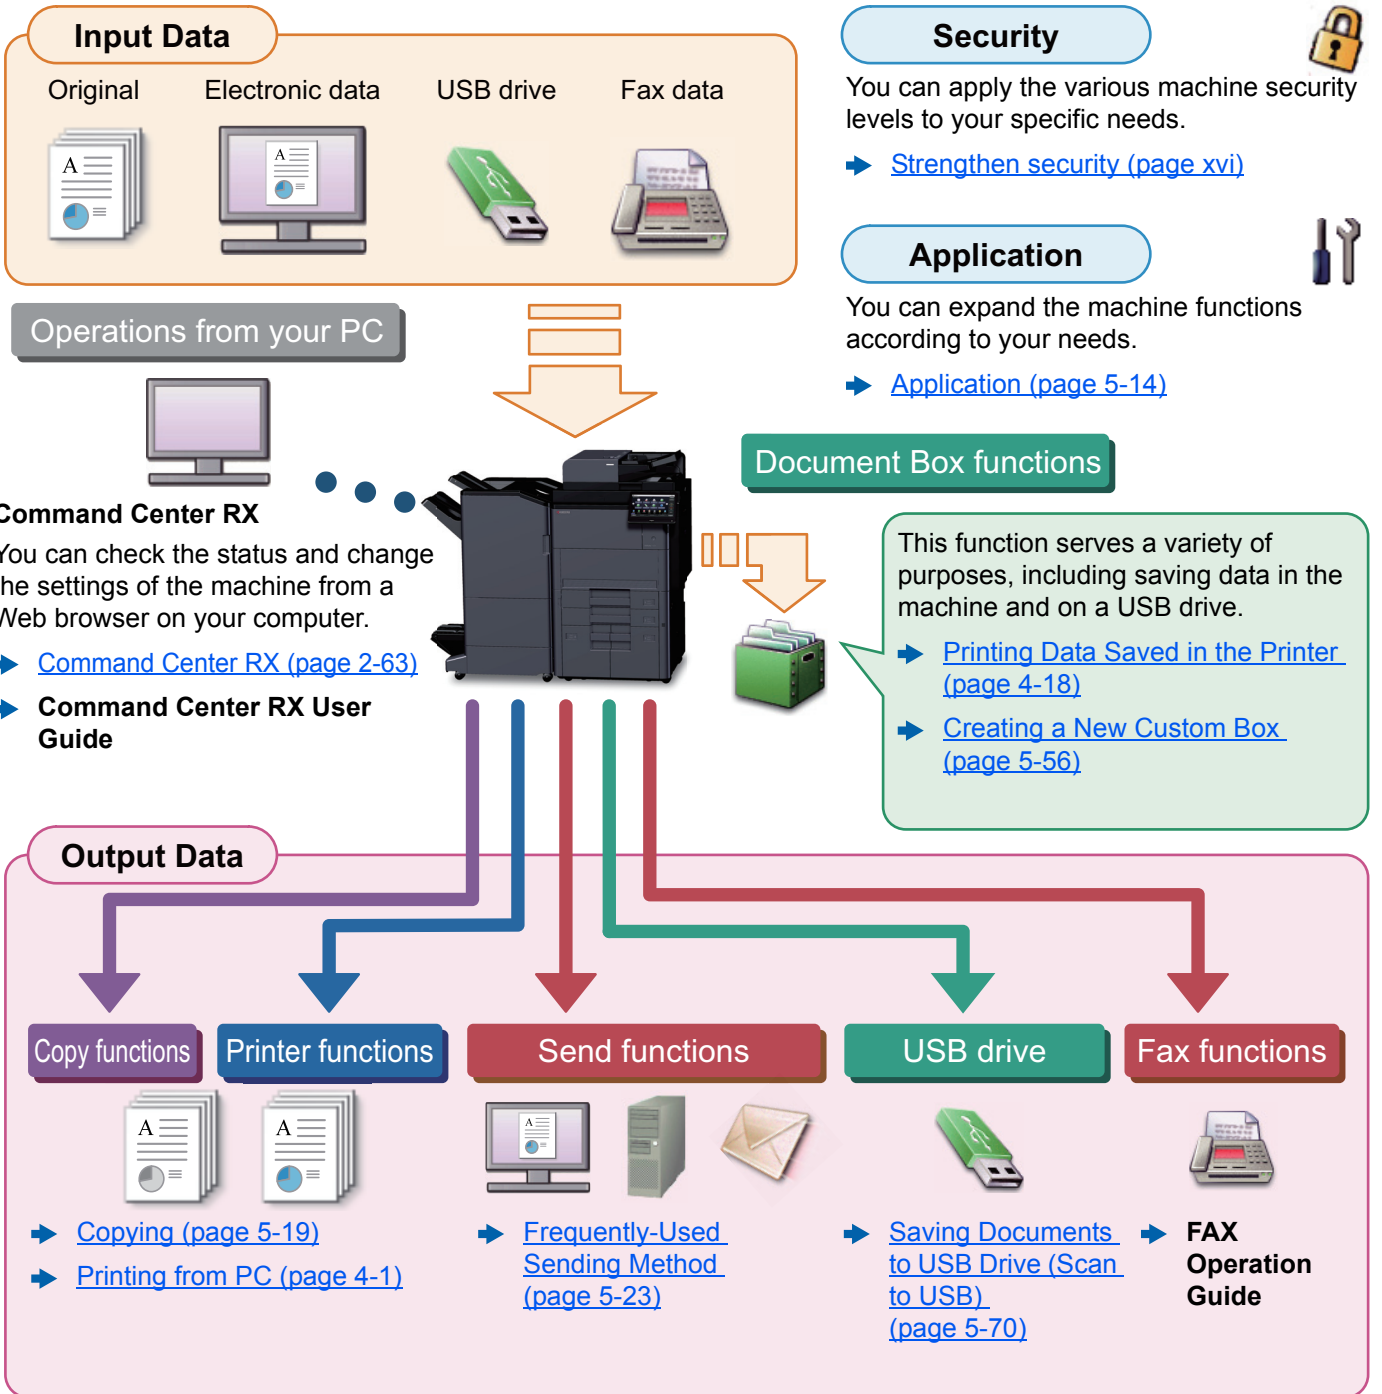 Input Data
Original
Electronic data
USB drive
Fax data
Security
You can apply the various machine security
levels to your specific needs.
Strengthen security (page xvi)
Application
You can expand the machine functions
according to your needs.
Application (page 5-14)
Operations from your PC
Command Center RX
You can check the status and change
the settings of the machine from a
Web browser on your computer.
Command Center RX (page 2-63)
Command Center RX User
Guide
Document Box functions
This function serves a variety of
purposes, including saving data in the
machine and on a USB drive.
Printing Data Saved in the Printer
(page 4-18)
Creating a New Custom Box
(page 5-56)
Output Data
Copy functions
Printer functions
Send functions
USB drive
Fax functions
Copying (page 5-19)
Printing from PC (page 4-1)
Frequently-Used
Sending Method
(page 5-23)
Saving Documents
to USB Drive (Scan
to USB)
(page 5-70)
FAX
Operation
Guide